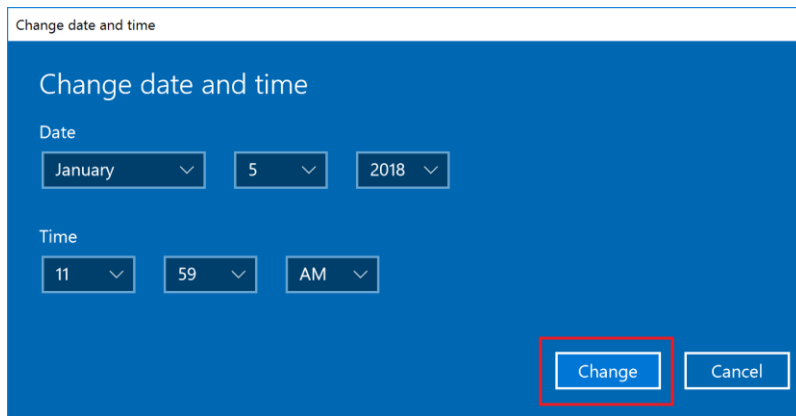 Change date and time
Change date and time
Date
January 5 2018
Time
11 59 AM
Change Cancel